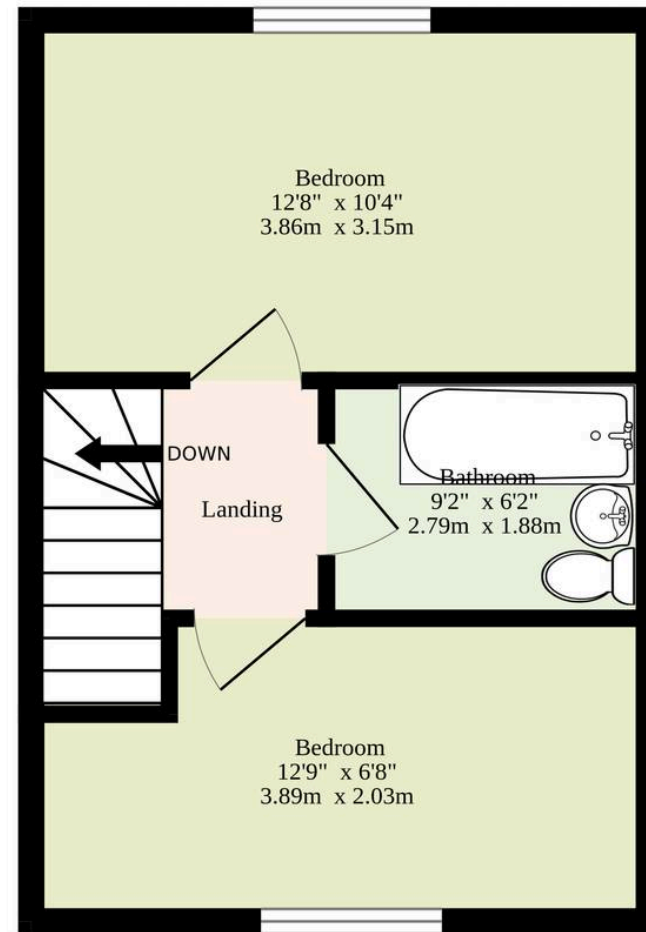 Bedroom
12'8" x 10'4"
3.86m x 3.15m
DOWN
Landing
Bathroom
9'2" x 6'2"
2.79m x 1.88m
Bedroom
12'9" x 6'8"
3.89m x 2.03m